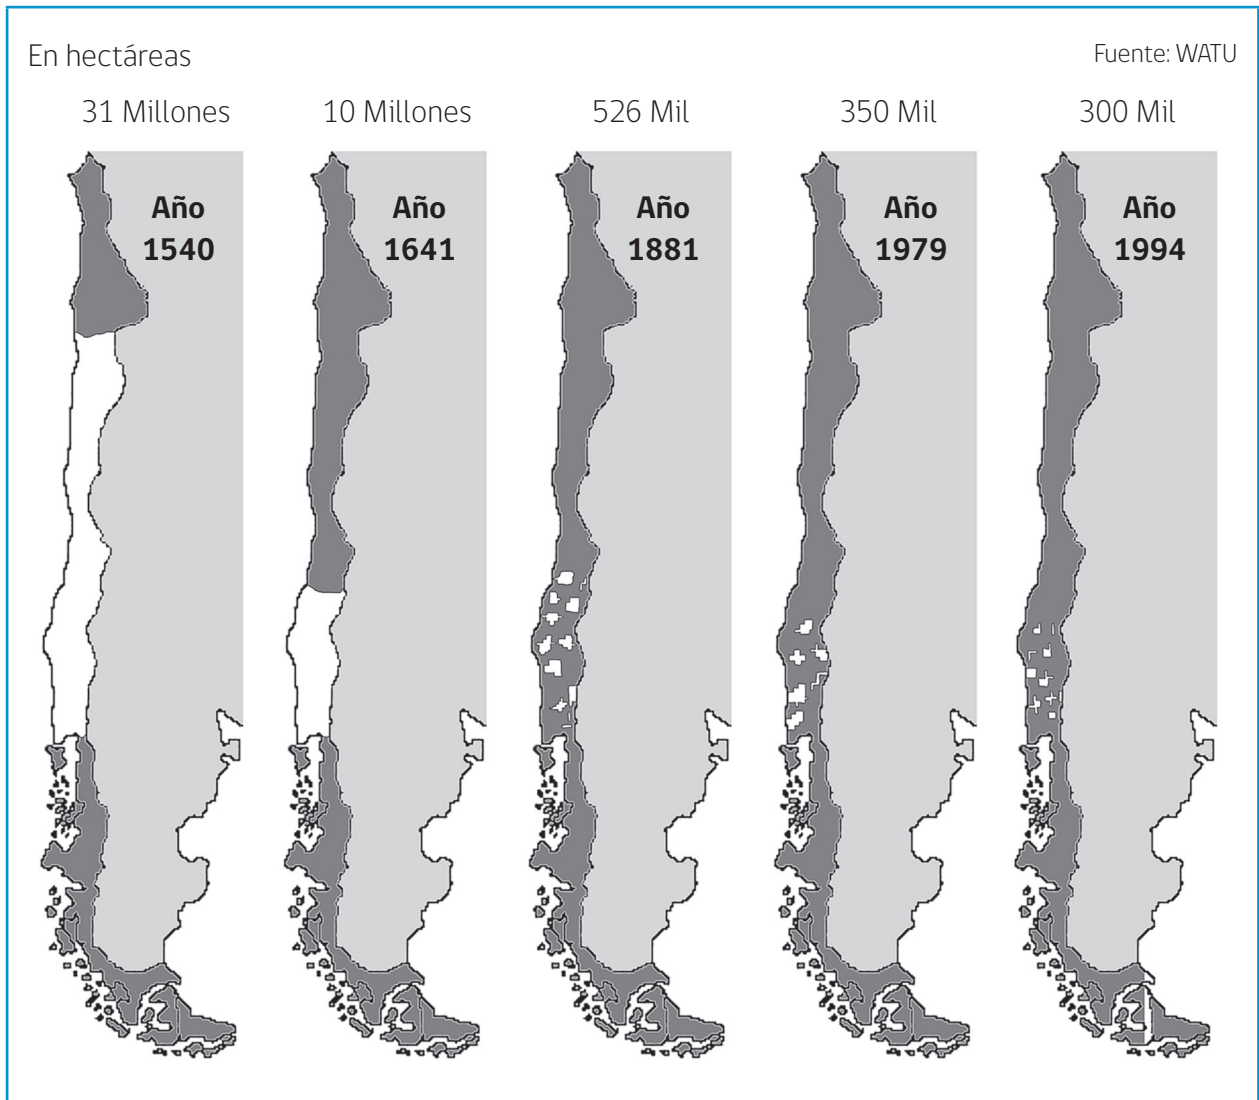 En hectáreas
Fuente: WATU
31 Millones
10 Millones
526 Mil
350 Mil
300 Mil
Año
1540
Año
1641
Año
1881
Año
1979
Año
1994